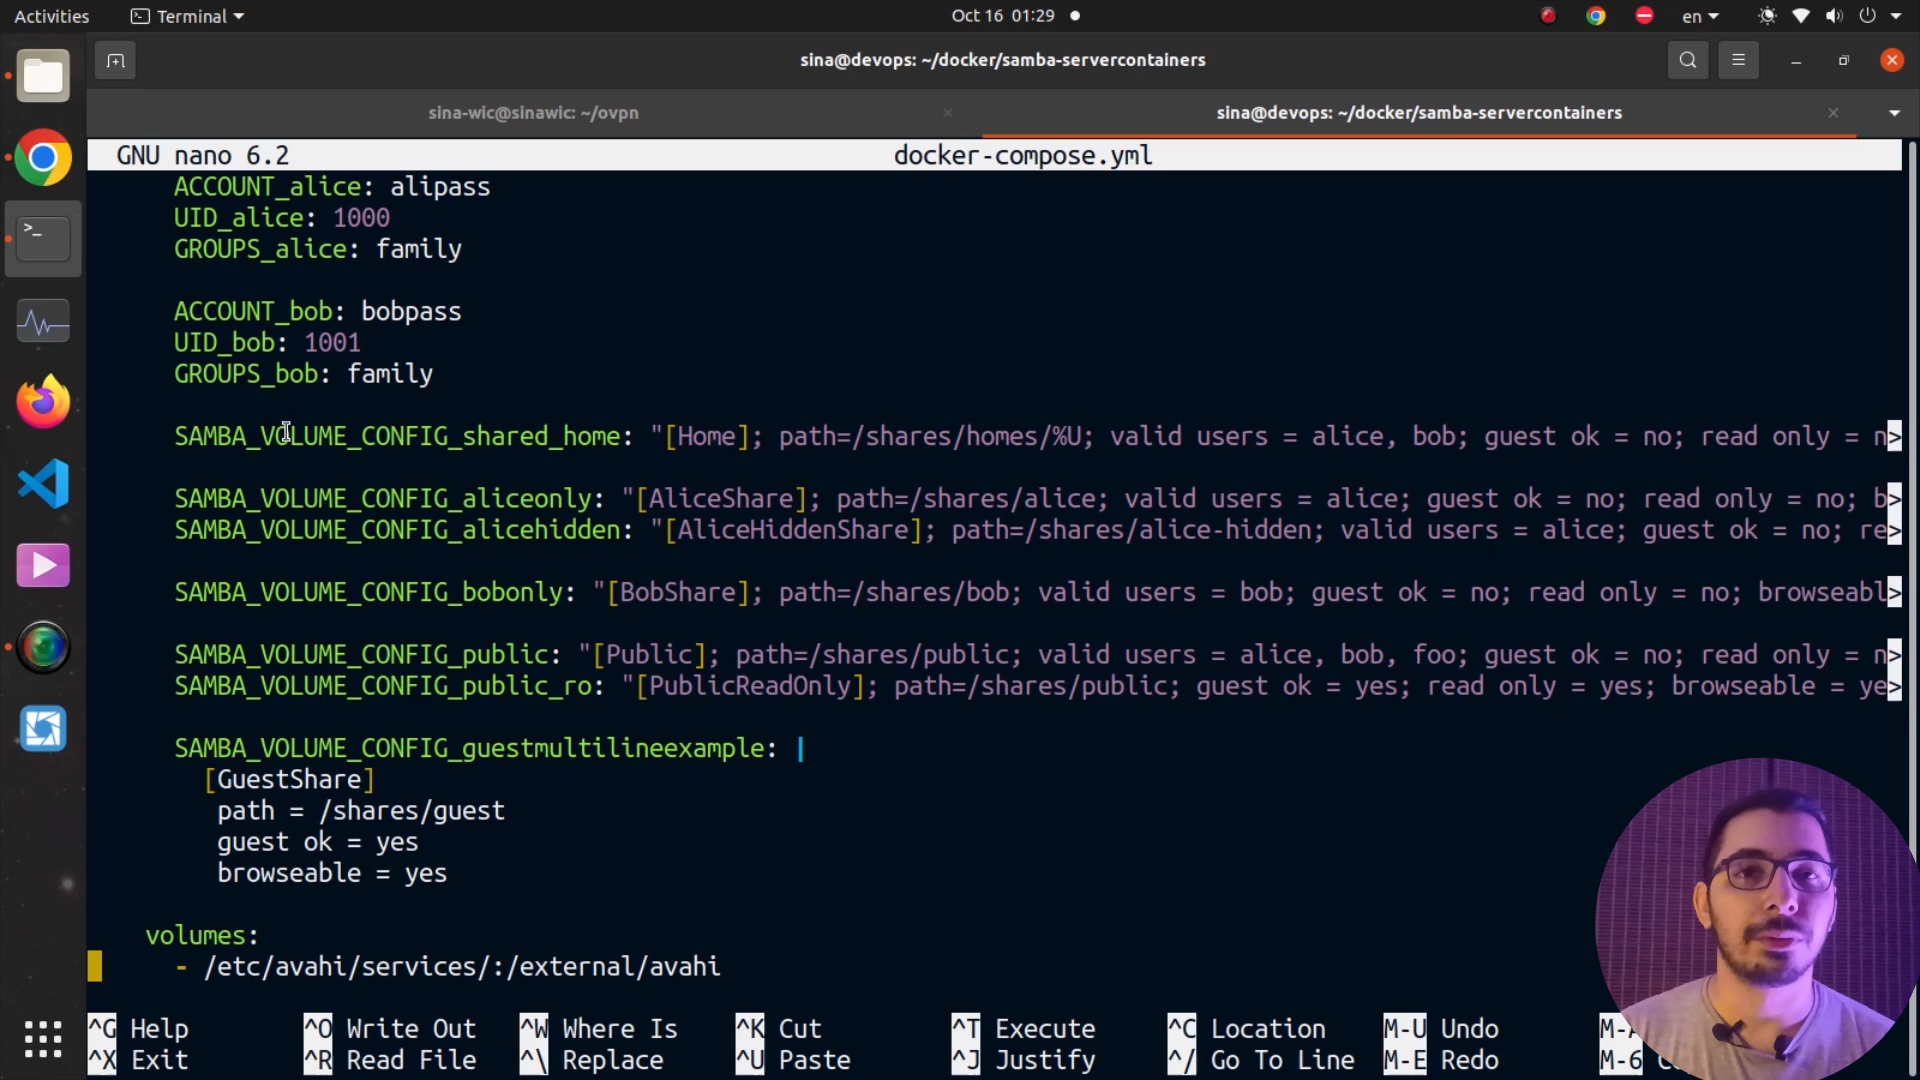 Activities
Terminal
Oct 16 01:29
en
sina@devops: ~/docker/samba-servercontainers
sina-wic@sinawic: ~/ovpn
sina@devops: ~/docker/samba-servercontainers
GNU nano 6.2
docker-compose.yml
ACCOUNT_alice: alipass
UID_alice: 1000
GROUPS_alice: family
ACCOUNT_bob: bobpass
UID_bob: 1001
GROUPS_bob: family
SAMBA_VOLUME_CONFIG_shared_home: "[Home]; path=/shares/homes/%U; valid users = alice, bob; guest ok = no; read only = n>
SAMBA_VOLUME_CONFIG_aliceonly: "[AliceShare]; path=/shares/alice; valid users = alice; guest ok = no; read only = no; b>
SAMBA_VOLUME_CONFIG_alicehidden: "[AliceHiddenShare]; path=/shares/alice-hidden; valid users = alice; guest ok = no; re>
SAMBA_VOLUME_CONFIG_bobonly: "[BobShare]; path=/shares/bob; valid users = bob; guest ok = no; read only = no; browseabl>
SAMBA_VOLUME_CONFIG_public: "[Public]; path=/shares/public; valid users = alice, bob, foo; guest ok = no; read only = n>
SAMBA_VOLUME_CONFIG_public_ro: "[PublicReadOnly]; path=/shares/public; guest ok = yes; read only = yes; browseable = ye>
SAMBA_VOLUME_CONFIG_guestmultilineexample: |
[GuestShare]
path = /shares/guest
guest ok = yes
browseable = yes
volumes:
- /etc/avahi/services/:/external/avahi
^G Help ^O Write Out ^W Where Is ^K Cut ^T Execute ^C Location M-U Undo
^X Exit ^R Read File ^\ Replace ^U Paste ^J Justify ^/ Go To Line M-E Redo M-6